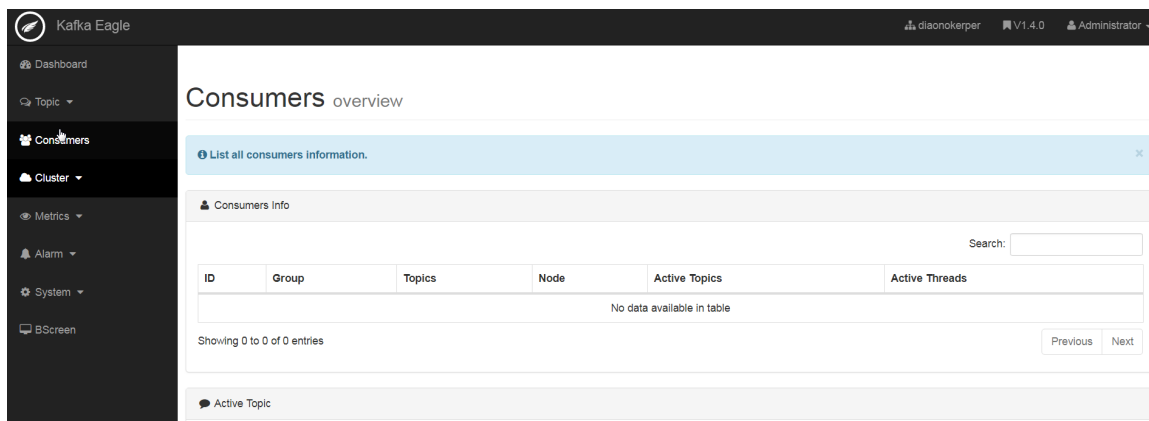 Kafka Eagle diaonokerper V1.4.0 Administrator
Dashboard
Topic
Consumers
Cluster
Metrics
Alarm
System
BScreen
Consumers overview
List all consumers information. ×
Consumers Info
Search:
ID Group Topics Node Active Topics Active Threads
No data available in table
Showing 0 to 0 of 0 entries
Previous Next
Active Topic